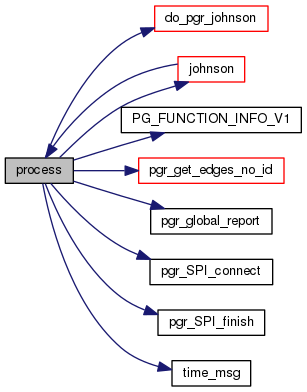 do_pgr_johnson
johnson
PG_FUNCTION_INFO_V1
process
pgr_get_edges_no_id
pgr_global_report
pgr_SPI_connect
pgr_SPI_finish
time_msg